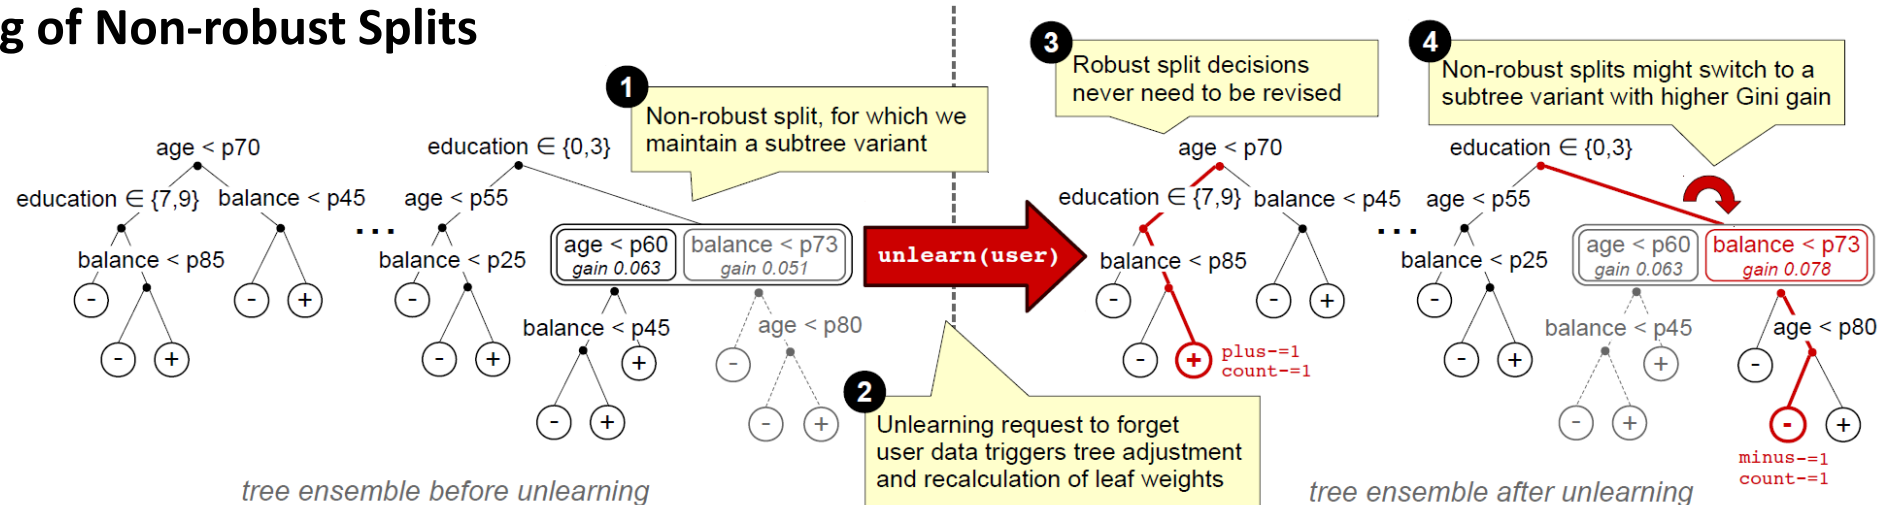 g of Non-robust Splits
1
Non-robust split, for which we
maintain a subtree variant
age < p70
education ∈ {7,9}
balance < p45
balance < p85
-
+
-
+
...
education ∈ {0,3}
age < p55
balance < p25
-
-
+
age < p60
gain 0.063
balance < p73
gain 0.051
balance < p45
+
-
+
age < p80
-
-
+
tree ensemble before unlearning
unlearn(user)
2
Unlearning request to forget
user data triggers tree adjustment
and recalculation of leaf weights
3
Robust split decisions
never need to be revised
age < p70
education ∈ {7,9}
balance < p45
balance < p85
-
-
+
-
+
plus-=1
count-=1
...
4
Non-robust splits might switch to a
subtree variant with higher Gini gain
education ∈ {0,3}
age < p55
balance < p25
-
-
+
age < p60
gain 0.063
balance < p73
gain 0.078
balance < p45
+
-
+
age < p80
-
-
+
minus-=1
count-=1
tree ensemble after unlearning